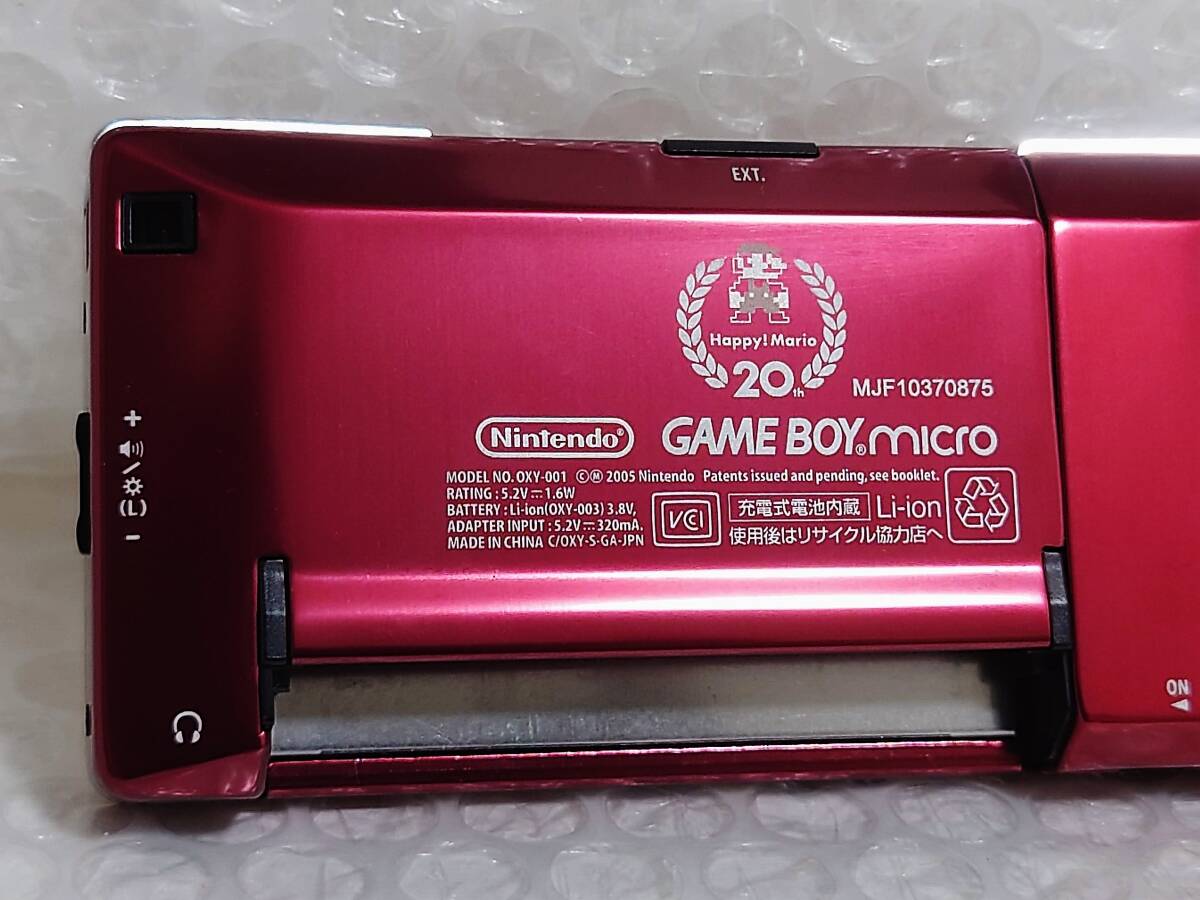 EXT.
Happy! Mario
20th
MJF10370875
Nintendo®
GAME BOY® micro
MODEL NO. OXY-001 ©Ⓜ 2005 Nintendo Patents issued and pending, see booklet.
RATING : 5.2V⎓1.6W
BATTERY : Li-ion(OXY-003) 3.8V,
ADAPTER INPUT : 5.2V⎓320mA.
MADE IN CHINA C/OXY-S-GA-JPN
VCI
充電式電池内蔵 Li-ion
使用後はリサイクル協力店へ
+
/
(L)
-
ON